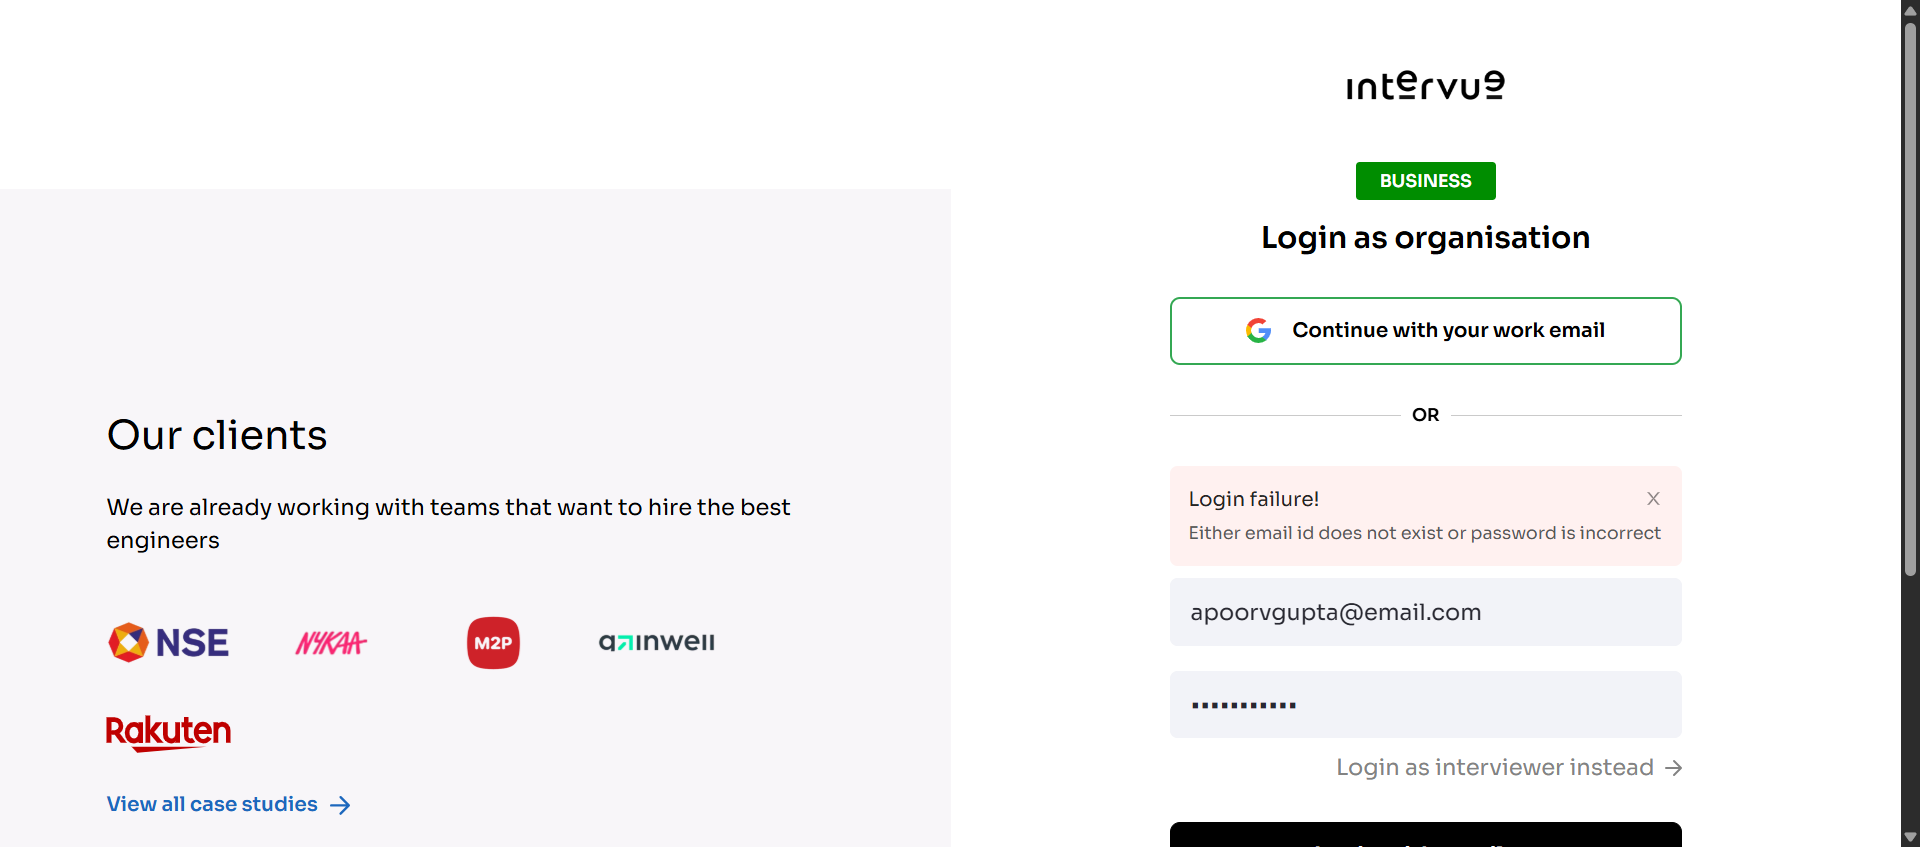 Our clients
We are already working with teams that want to hire the best
engineers
NSE
NYKAA
M2P
gainwell
Rakuten
View all case studies
intervue
BUSINESS
Login as organisation
Continue with your work email
OR
Login failure!
X
Either email id does not exist or password is incorrect
apoorvgupta@email.com
Login as interviewer instead